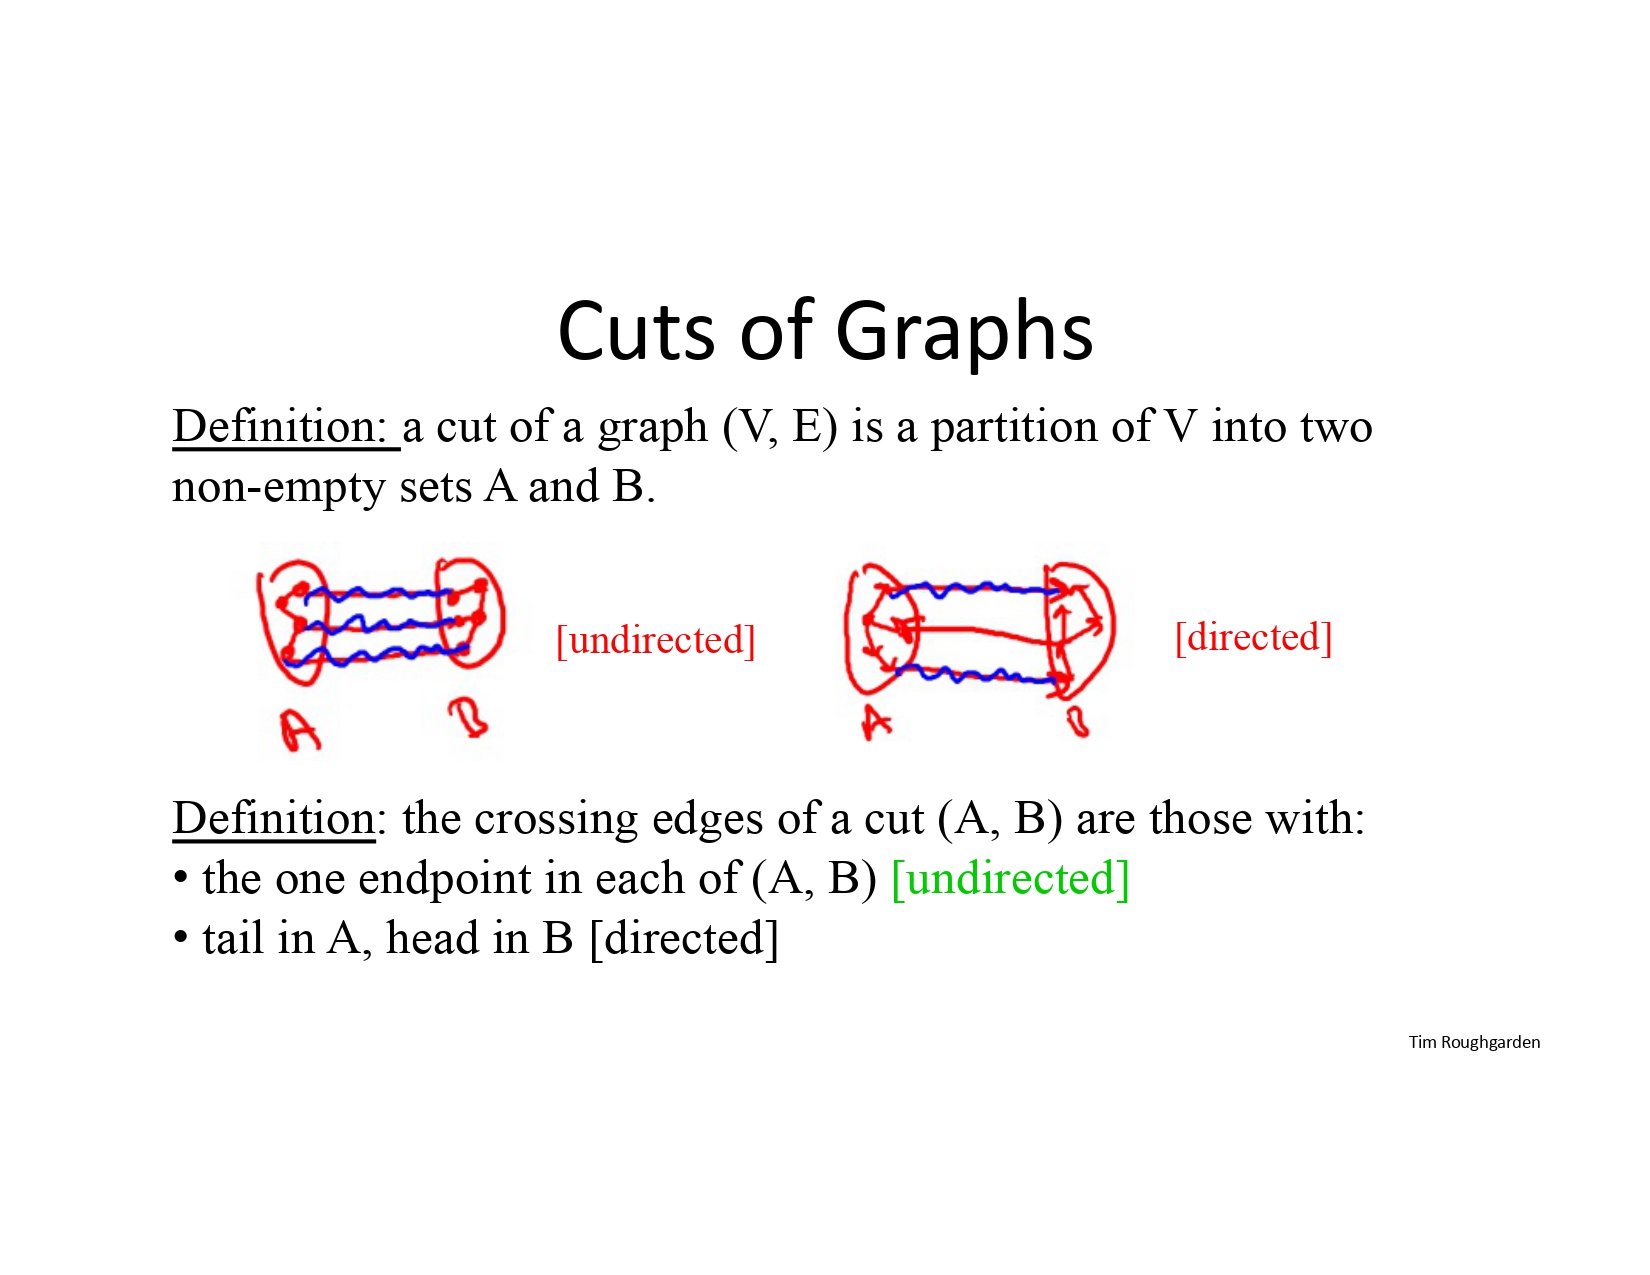 Cuts of Graphs
Definition: a cut of a graph (V, E) is a partition of V into two
non-empty sets A and B.
[undirected]
[directed]
A
B
A
B
Definition: the crossing edges of a cut (A, B) are those with:
• the one endpoint in each of (A, B) [undirected]
• tail in A, head in B [directed]
Tim Roughgarden